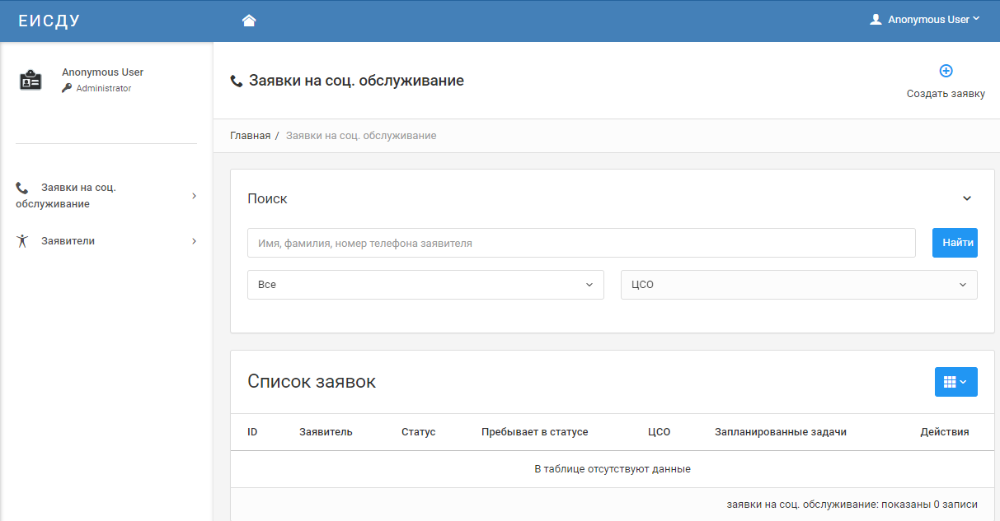 ЕИСДУ
Anonymous User
Anonymous User
Administrator
Заявки на соц. обслуживание
Создать заявку
Главная / Заявки на соц. обслуживание
Заявки на соц.
обслуживание
Заявители
Поиск
Имя, фамилия, номер телефона заявителя
Найти
Все
ЦСО
Список заявок
ID Заявитель Статус Пребывает в статусе ЦСО Запланированные задачи Действия
В таблице отсутствуют данные
заявки на соц. обслуживание: показаны 0 записи